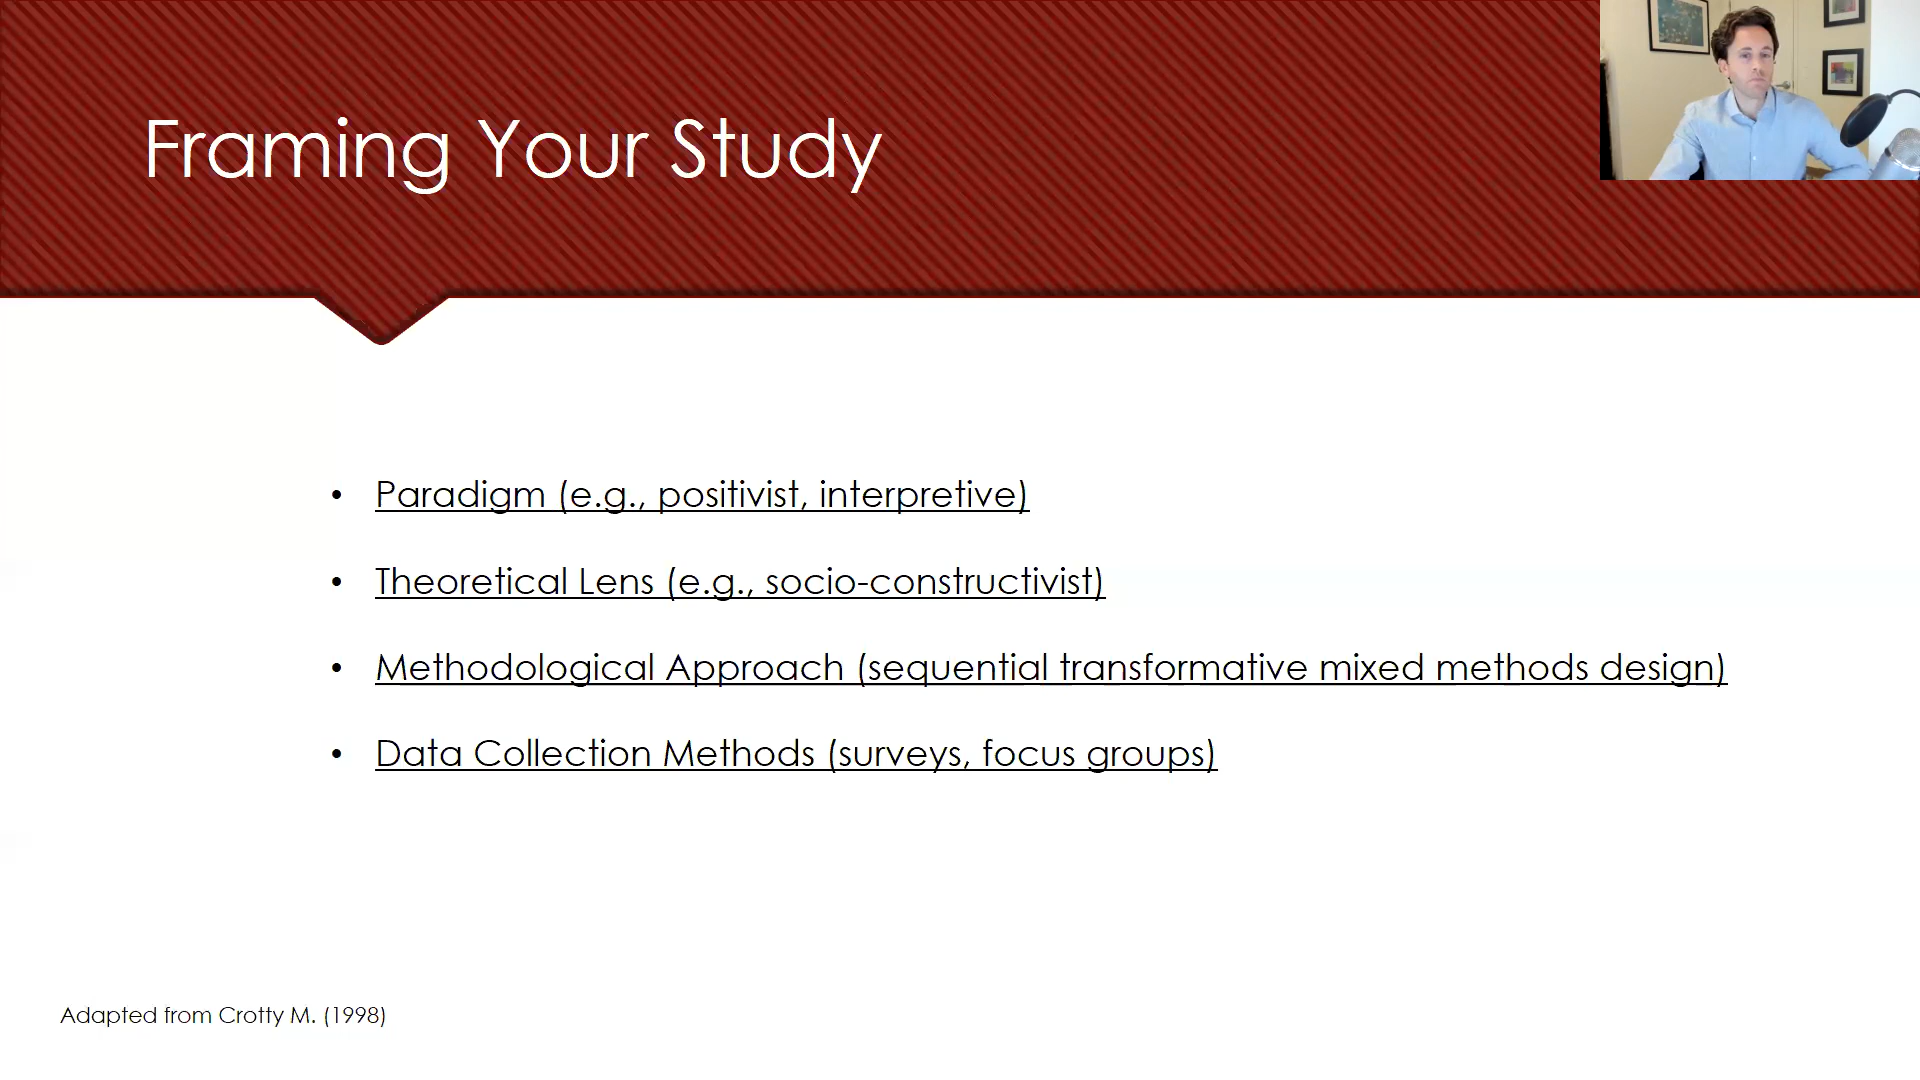 Framing Your Study
• Paradigm (e.g., positivist, interpretive)
• Theoretical Lens (e.g., socio-constructivist)
• Methodological Approach (sequential transformative mixed methods design)
• Data Collection Methods (surveys, focus groups)
Adapted from Crotty M. (1998)